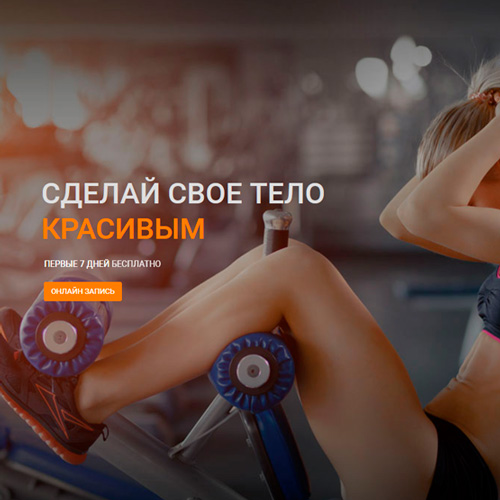 СДЕЛАЙ СВОЕ ТЕЛО
КРАСИВЫМ
ПЕРВЫЕ 7 ДНЕЙ БЕСПЛАТНО
ОНЛАЙН ЗАПИСЬ